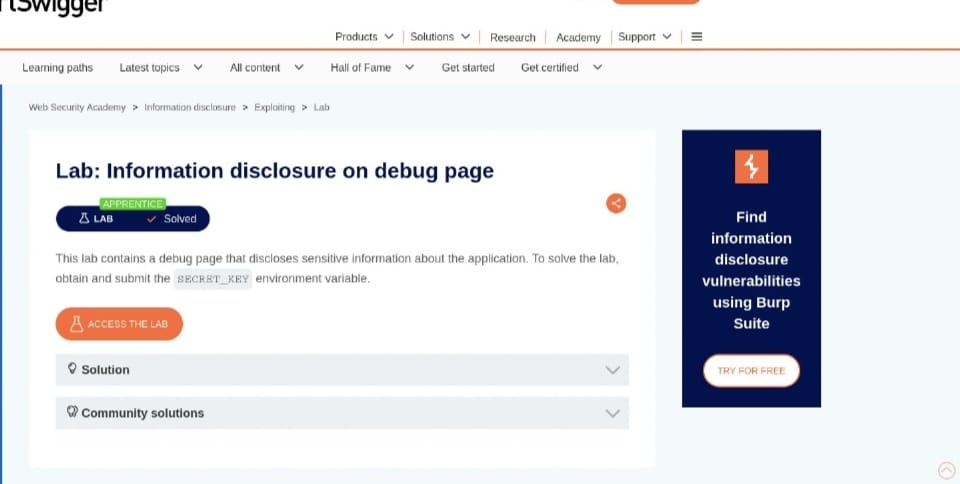 Products
Solutions
Research
Academy
Support
Learning paths
Latest topics
All content
Hall of Fame
Get started
Get certified
Web Security Academy > Information disclosure > Exploiting > Lab
Lab: Information disclosure on debug page
APPRENTICE
LAB
Solved
This lab contains a debug page that discloses sensitive information about the application. To solve the lab,
obtain and submit the SECRET_KEY environment variable.
ACCESS THE LAB
Solution
Community solutions
Find
information
disclosure
vulnerabilities
using Burp
Suite
TRY FOR FREE